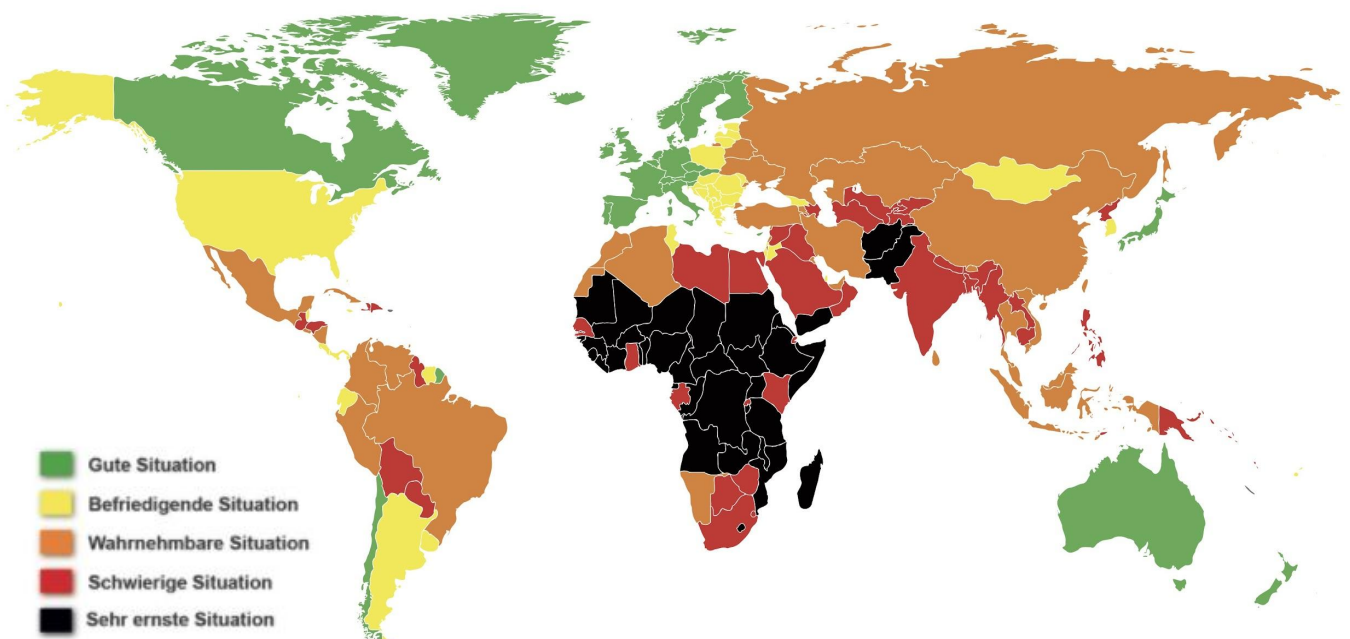 Gute Situation
Befriedigende Situation
Wahrnehmbare Situation
Schwierige Situation
Sehr ernste Situation